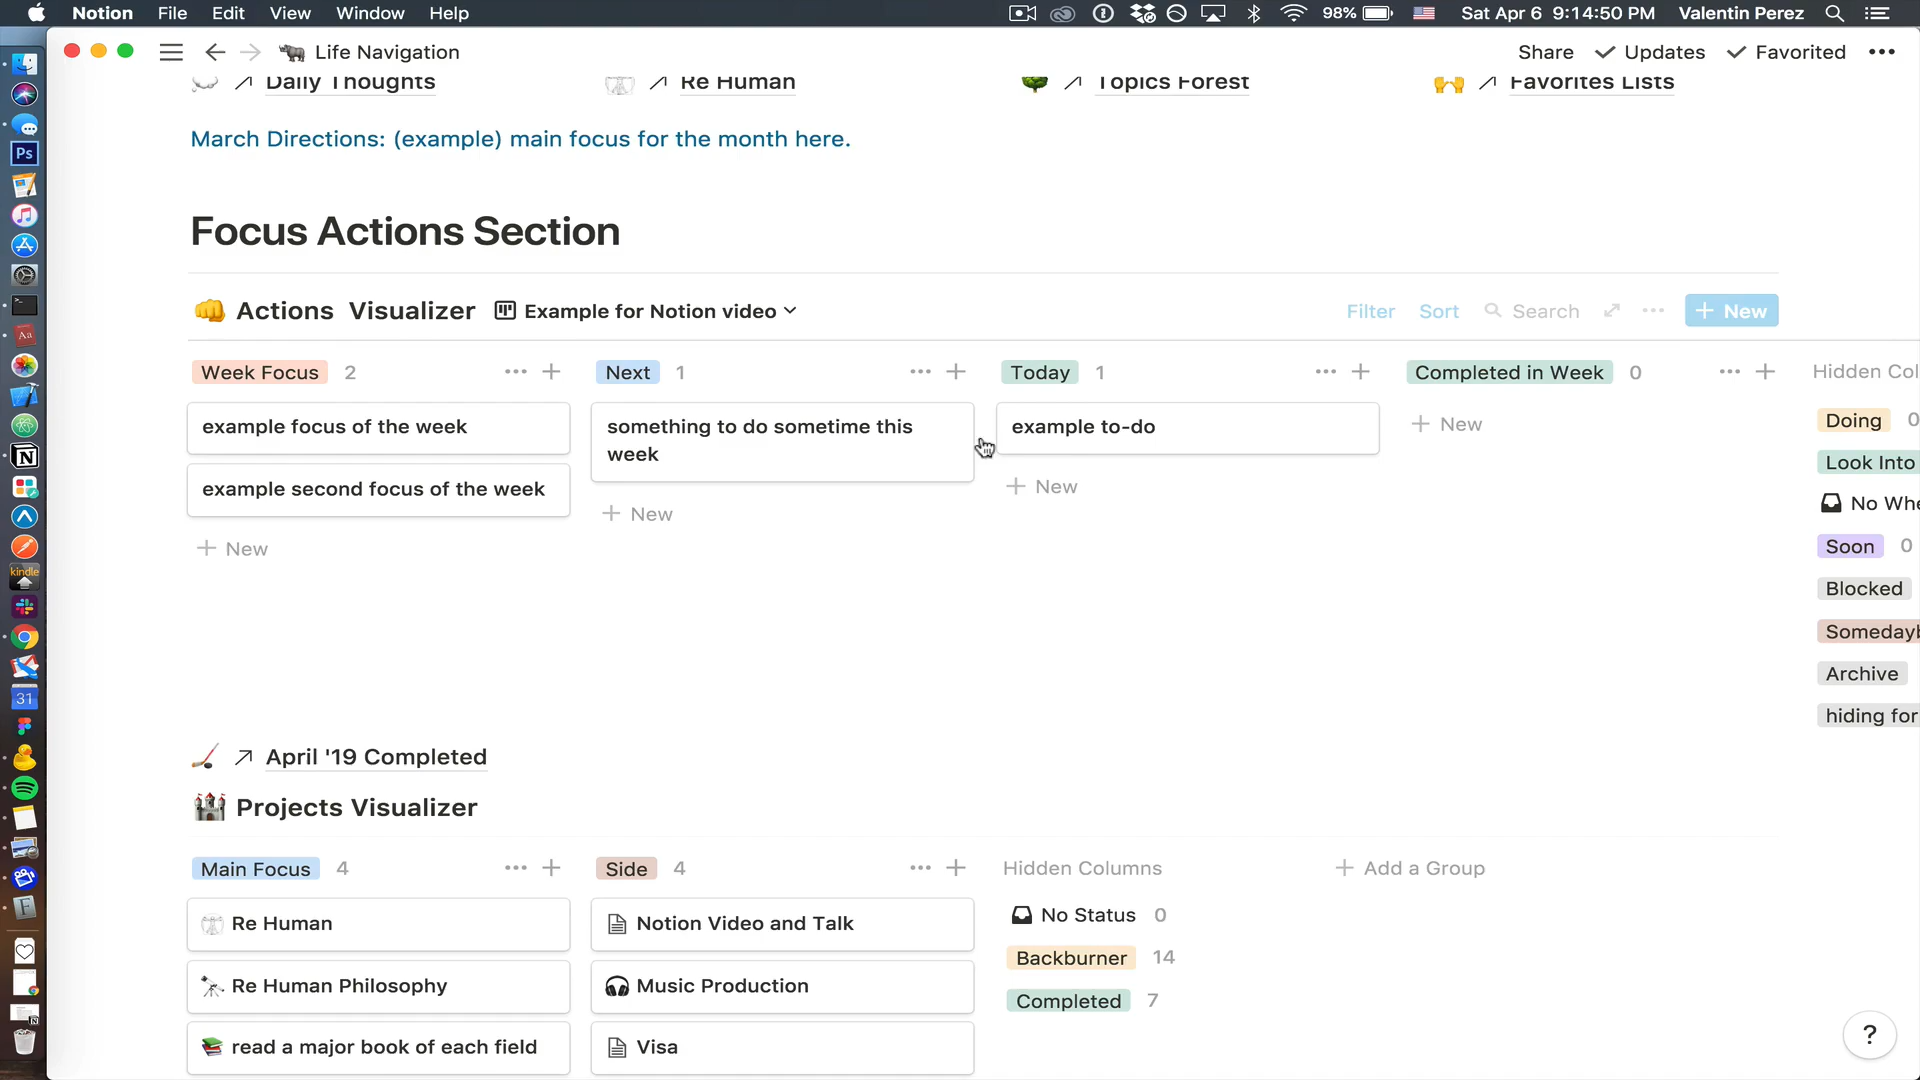 Notion File Edit View Window Help 98% Sat Apr 6 9:14:50 PM Valentin Perez
Life Navigation Share Updates Favorited
Daily Thoughts Re Human Topics Forest Favorites Lists
March Directions: (example) main focus for the month here.
Focus Actions Section
Actions Visualizer Example for Notion video Filter Sort Search New
Week Focus 2 Next 1 Today 1 Completed in Week 0 Hidden Col
example focus of the week
something to do sometime this
week
example to-do
New
Doing 0
Look Into
example second focus of the week
New
New
No Whe
New
Soon 0
Blocked
Somedayb
Archive
hiding for
April '19 Completed
Projects Visualizer
Main Focus 4 Side 4 Hidden Columns Add a Group
Re Human Notion Video and Talk No Status 0
Backburner 14
Re Human Philosophy Music Production
Completed 7
read a major book of each field Visa
?
Ps
Aa
kindle
31